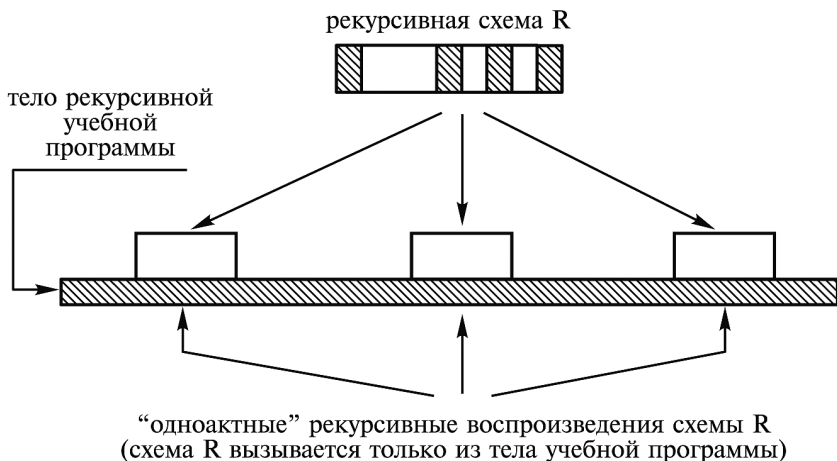 рекурсивная схема R
тело рекурсивной
учебной
программы
“одноактные” рекурсивные воспроизведения схемы R
(схема R вызывается только из тела учебной программы)